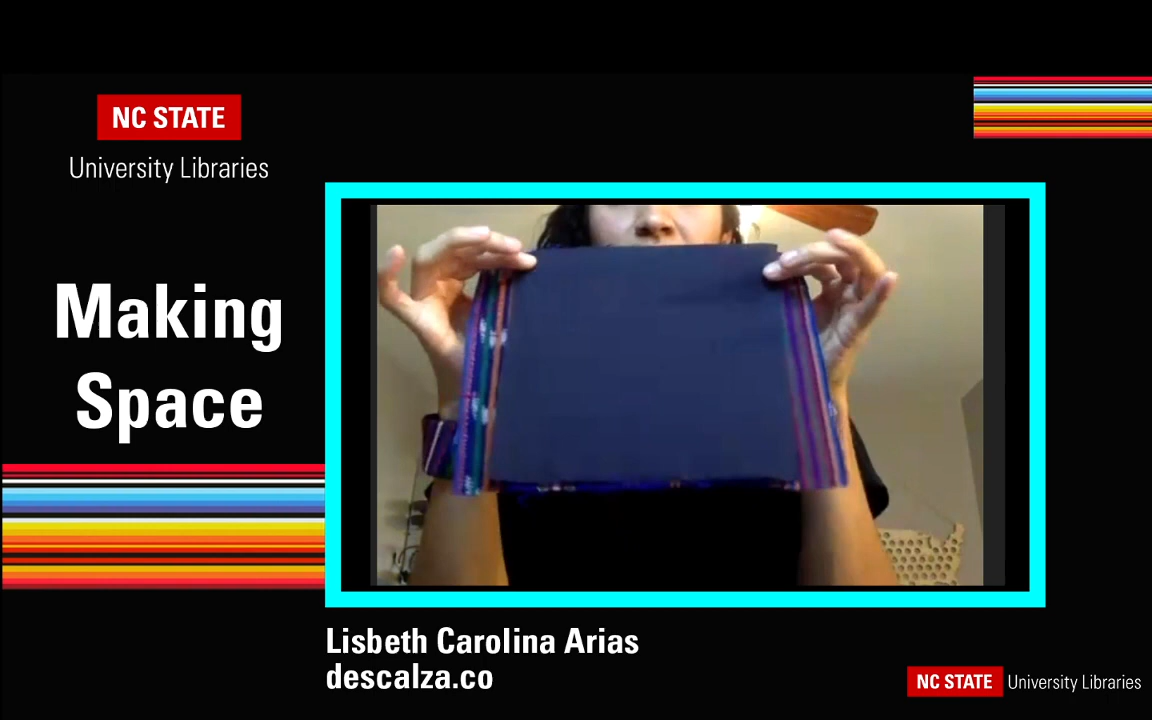 NC STATE
University Libraries
Making
Space
Lisbeth Carolina Arias
descalza.co
NC STATE University Libraries